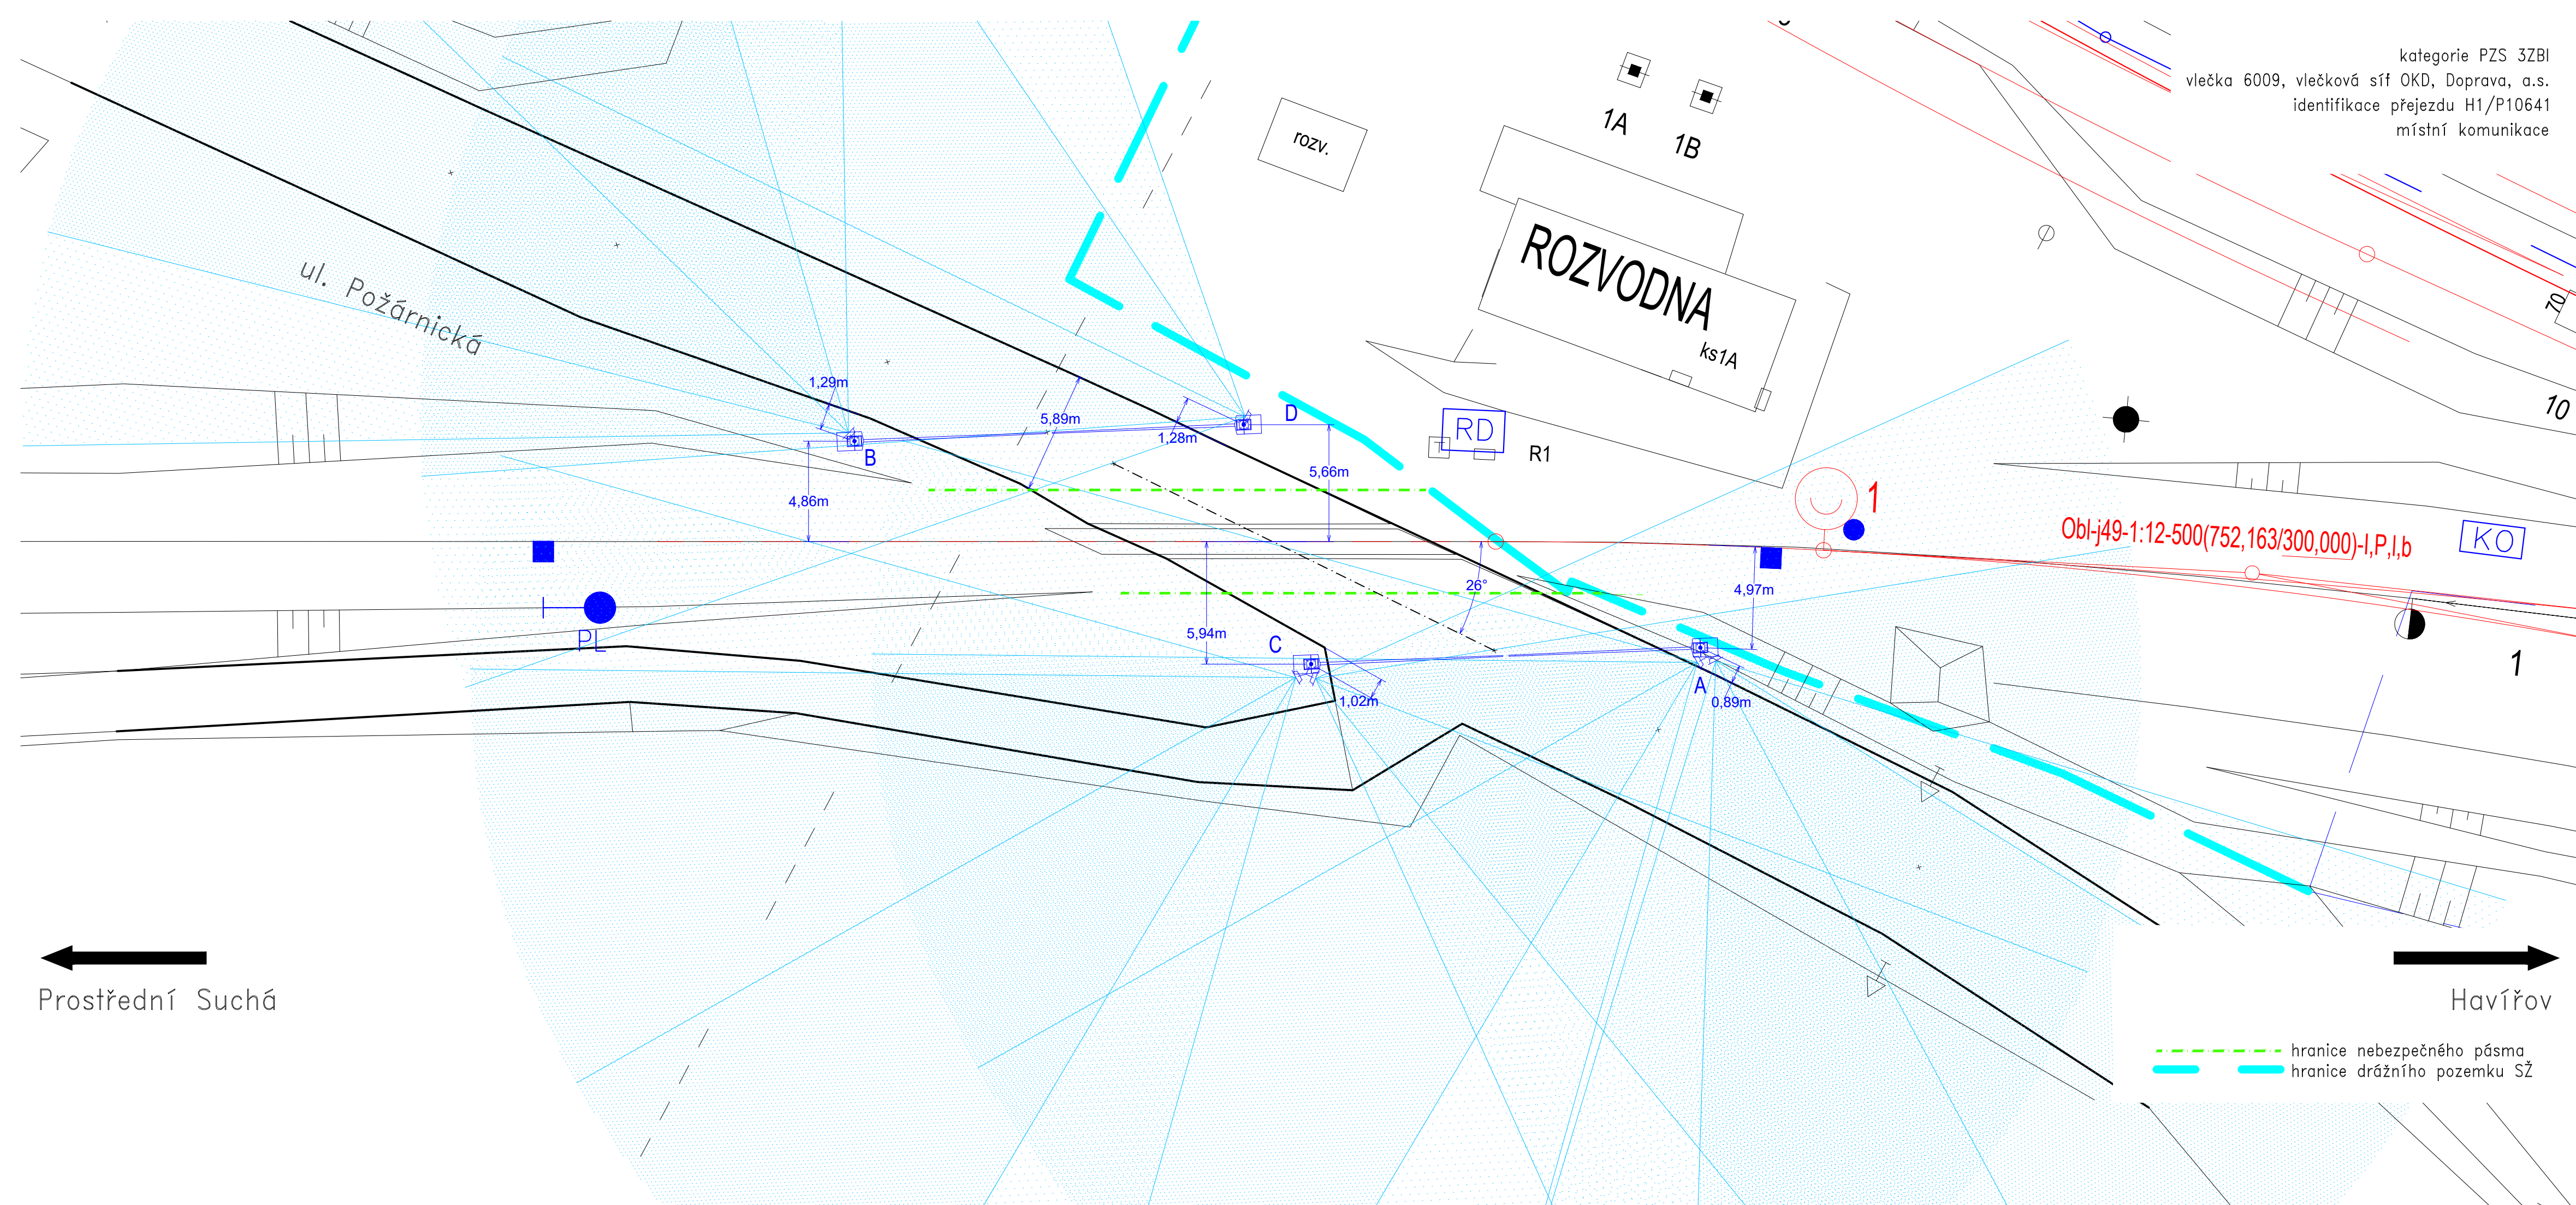 kategorie PZS 3ZBI
vlečka 6009, vlečková síť OKD, Doprava, a.s.
identifikace přejezdu H1/P10641
místní komunikace
1A
1B
rozv.
ROZVODNA
ks1A
ul. Požárnická
70
10
1,29m
5,89m
1,28m
D
B
RD
R1
5,66m
4,86m
1
Obl-j49-1:12-500(752,163/300,000)-I,P,l,b
KO
26°
4,97m
PL
5,94m
C
A
1,02m
0,89m
1
Prostřední Suchá
Havířov
hranice nebezpečného pásma
hranice drážního pozemku SŽ